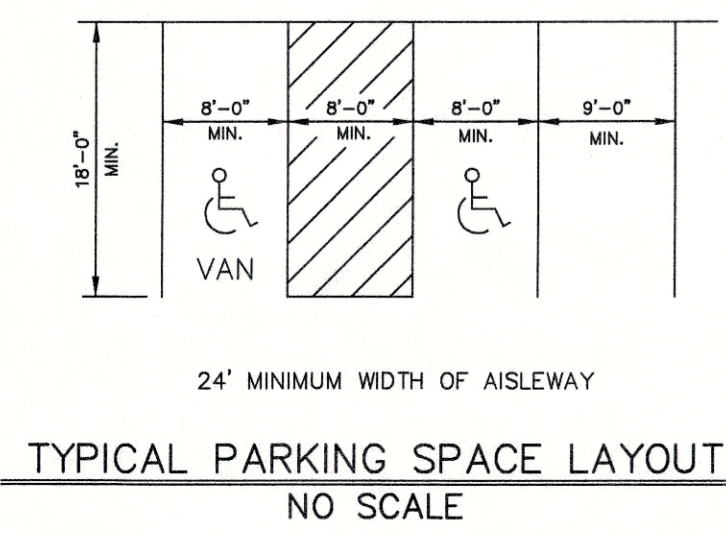 8'-0" 8'-0" 8'-0" 9'-0"
MIN. MIN. MIN. MIN.
18'-0"
MIN.
VAN
24' MINIMUM WIDTH OF AISLEWAY
TYPICAL PARKING SPACE LAYOUT
NO SCALE